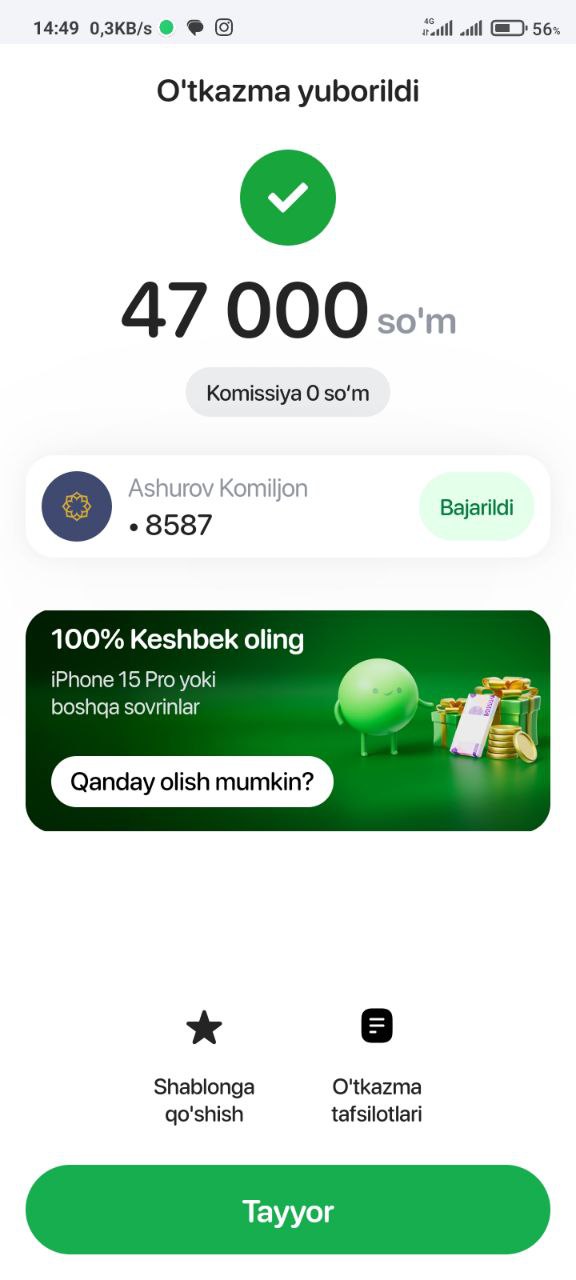 14:49 0,3KB/s 4G 56%
O'tkazma yuborildi
47 000 so'm
Komissiya 0 so‘m
Ashurov Komiljon
• 8587
Bajarildi
100% Keshbek oling
iPhone 15 Pro yoki
boshqa sovrinlar
Qanday olish mumkin?
Shablonga
qo'shish
O'tkazma
tafsilotlari
Tayyor